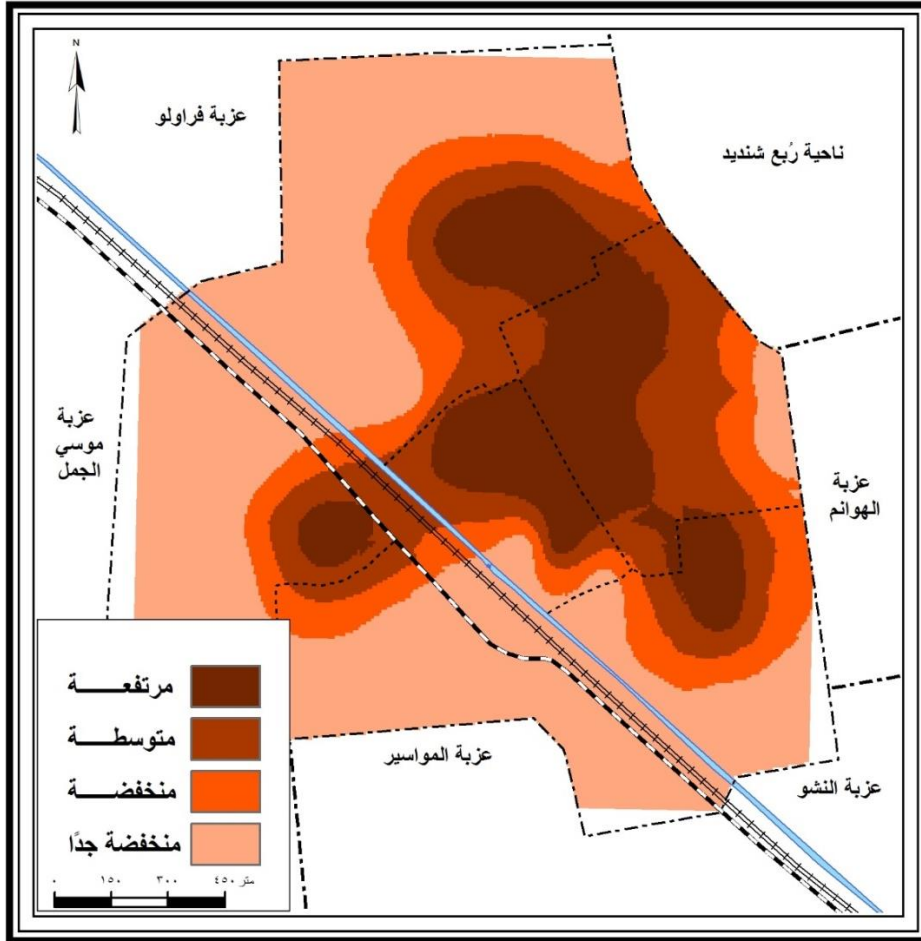 N
عزبة فراولو
ناحية رُبع شنديد
عزبة
موسي
الجمل
عزبة
الهوانم
عزبة المواسير
عزبة النشو
مرتفعـــــة
متوسطـــة
منخفضـــة
منخفضة جدًا
٠ ١٥٠ ٣٠٠ ٤٥٠ متر